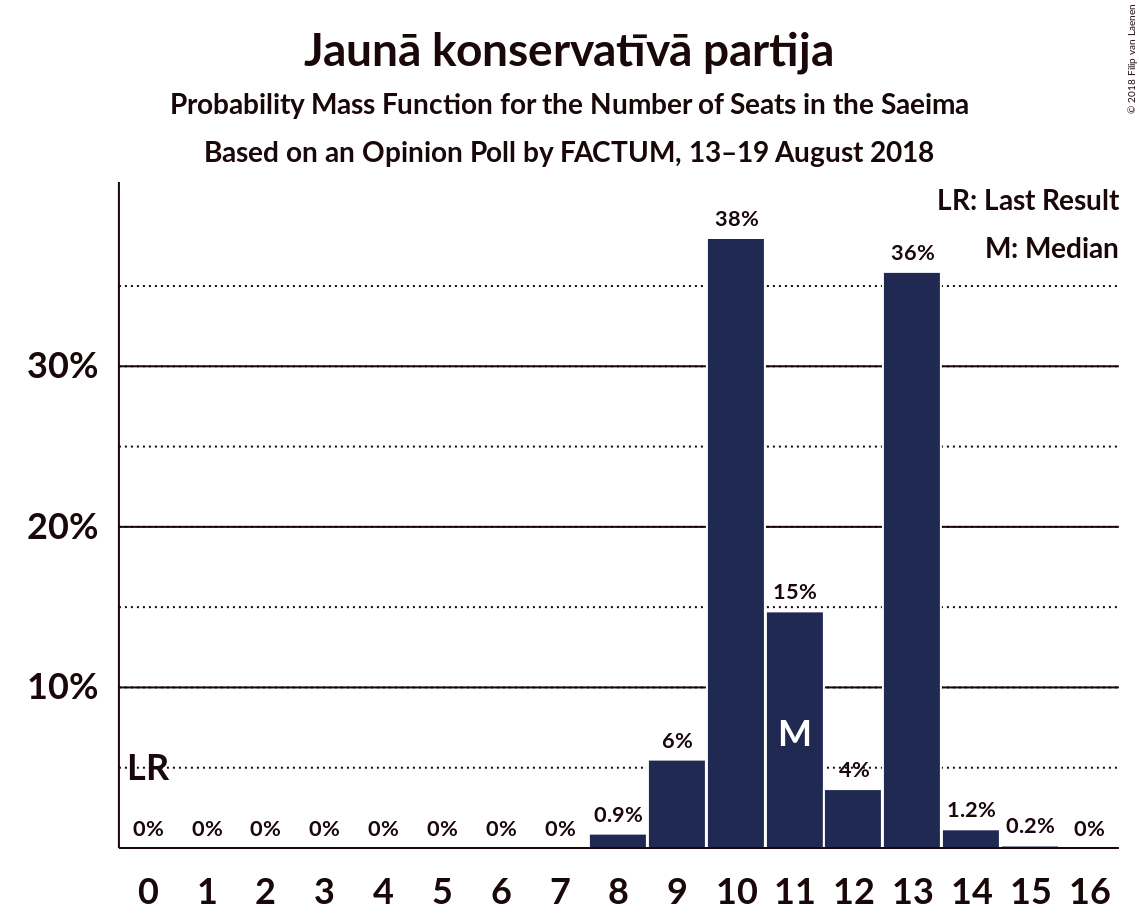 Jaunā konservatīvā partija
Probability Mass Function for the Number of Seats in the Saeima
Based on an Opinion Poll by FACTUM, 13–19 August 2018
© 2018 Filip van Laenen
LR: Last Result
M: Median
38%
36%
30%
20%
15%
10%
M
6%
LR
4%
0% 0% 0% 0% 0% 0% 0% 0% 0.9% 1.2% 0.2% 0%
0 1 2 3 4 5 6 7 8 9 10 11 12 13 14 15 16